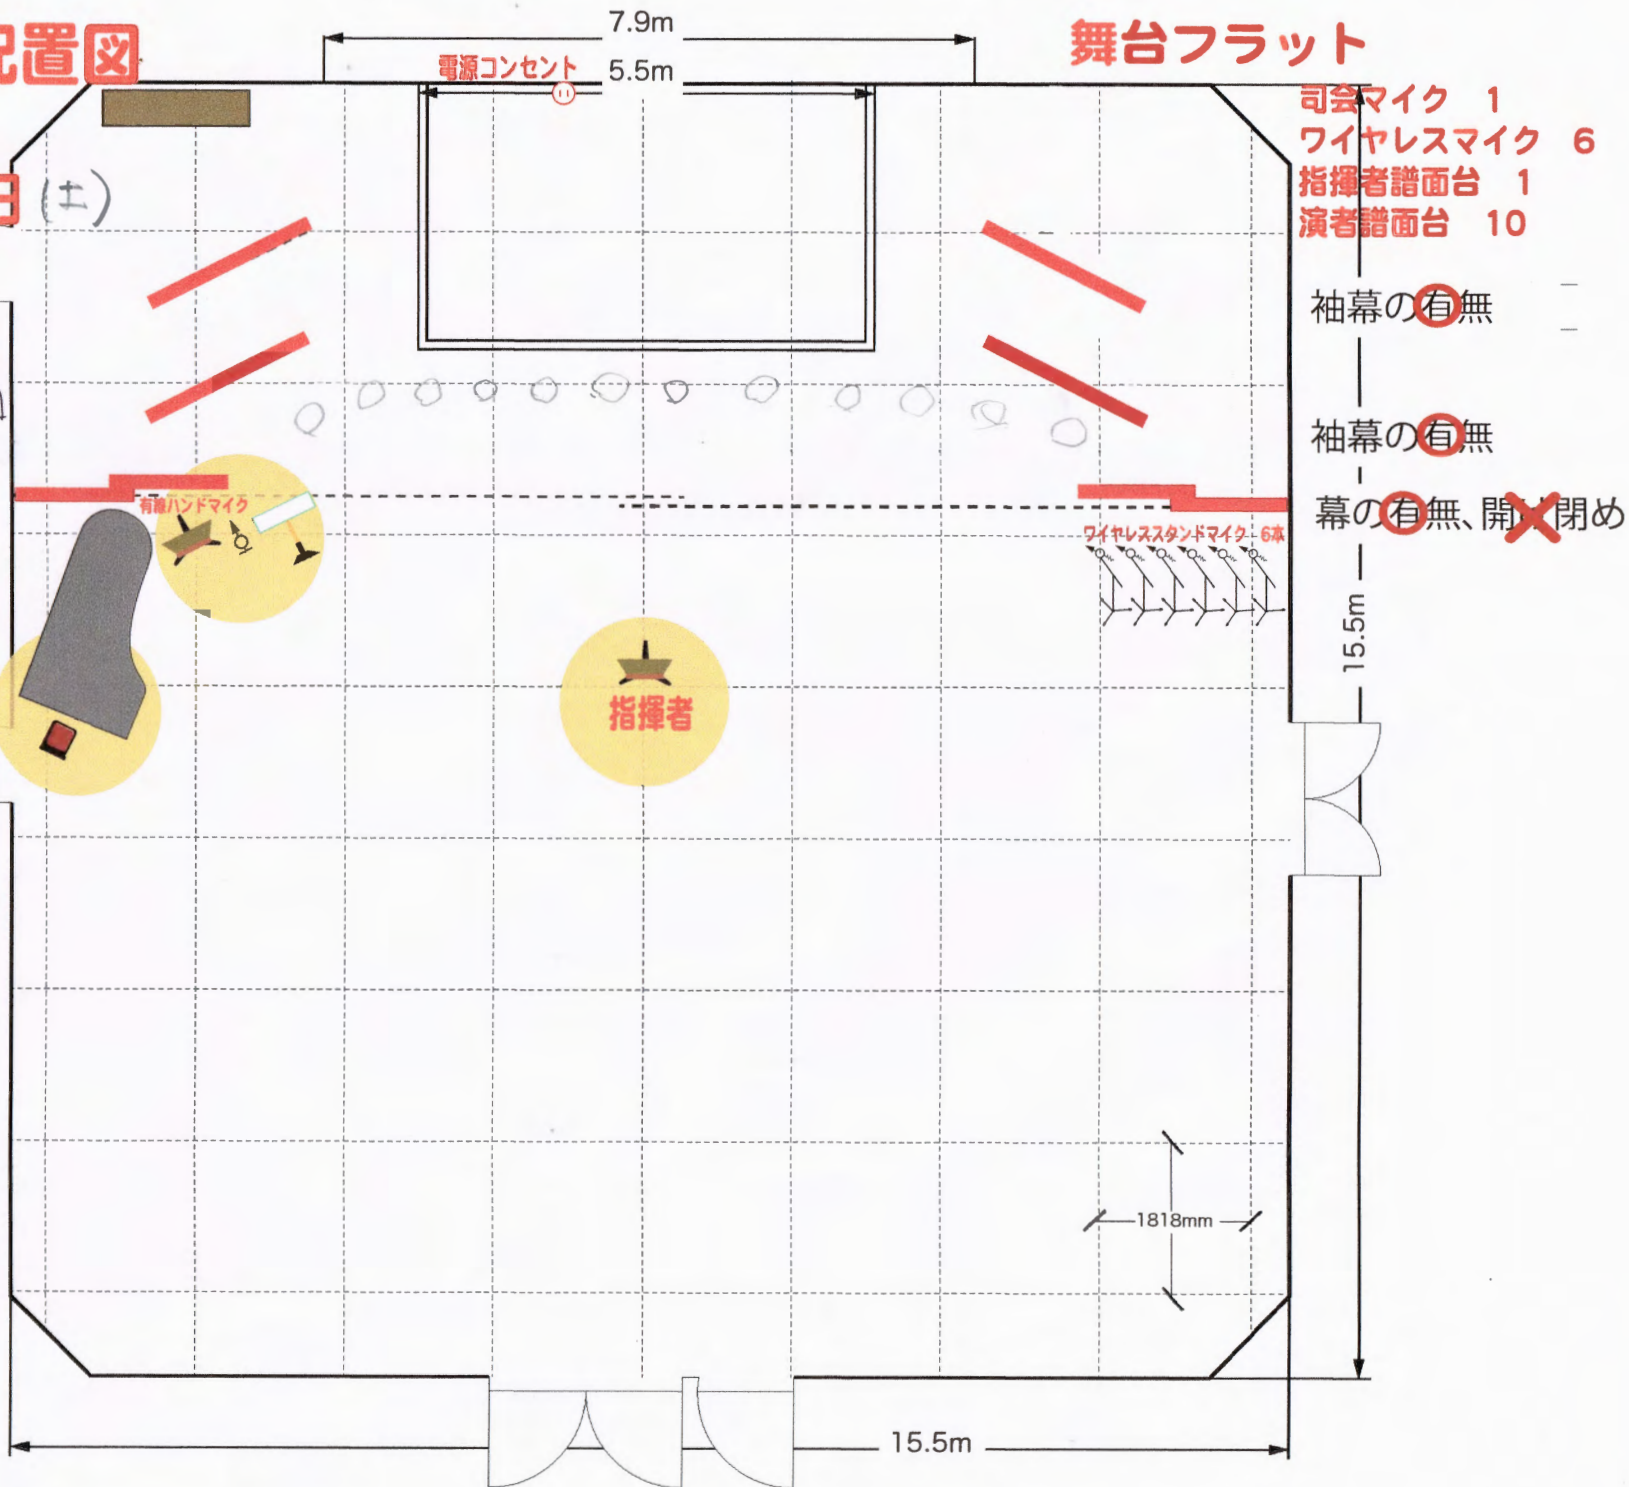 配置図
7.9m
舞台フラット
電源コンセント
5.5m
司会マイク 1
ワイヤレスマイク 6
指揮者譜面台 1
演者譜面台 10
日 (土)
袖幕の有無
袖幕の有無
有線ハンドマイク
幕の有無、開け閉め
ワイヤレススタンドマイク 6本
15.5m
指揮者
1818mm
15.5m